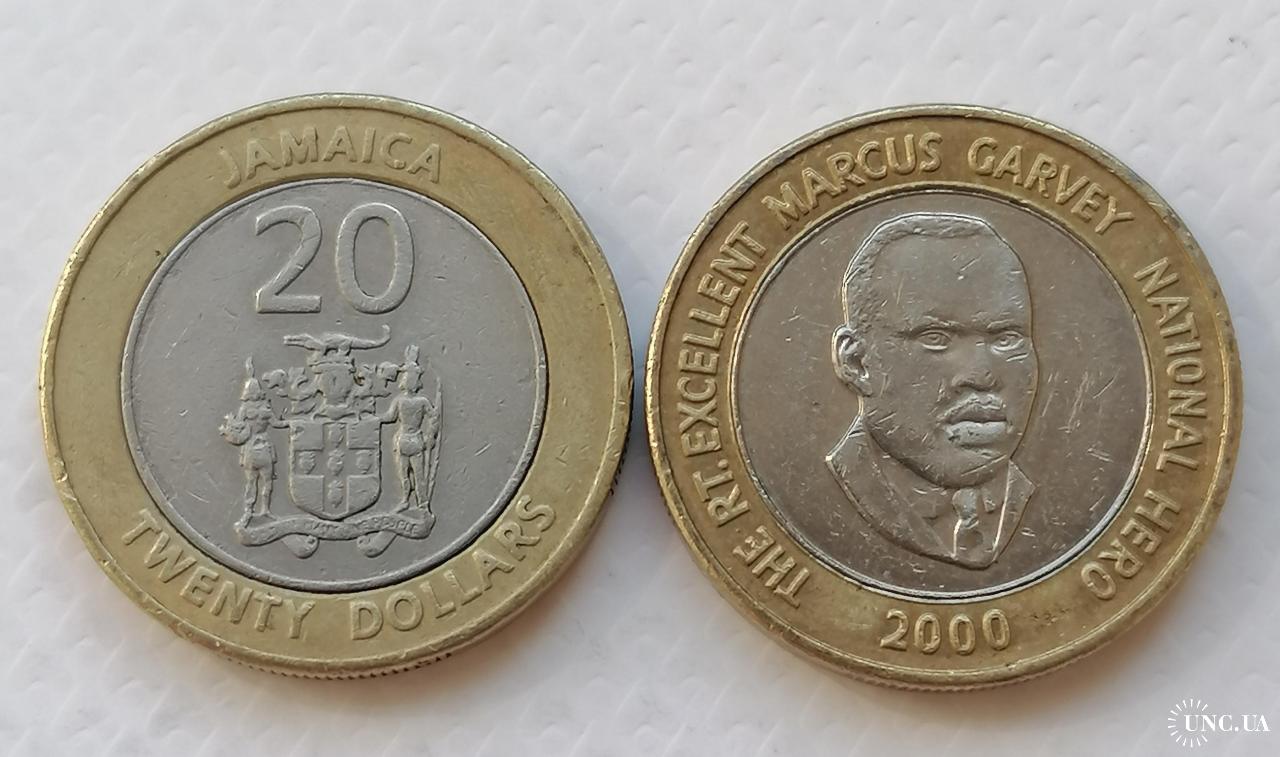 JAMAICA
20
TWENTY DOLLARS
THE RT. EXCELLENT MARCUS GARVEY NATIONAL HERO
2000
UNC.UA